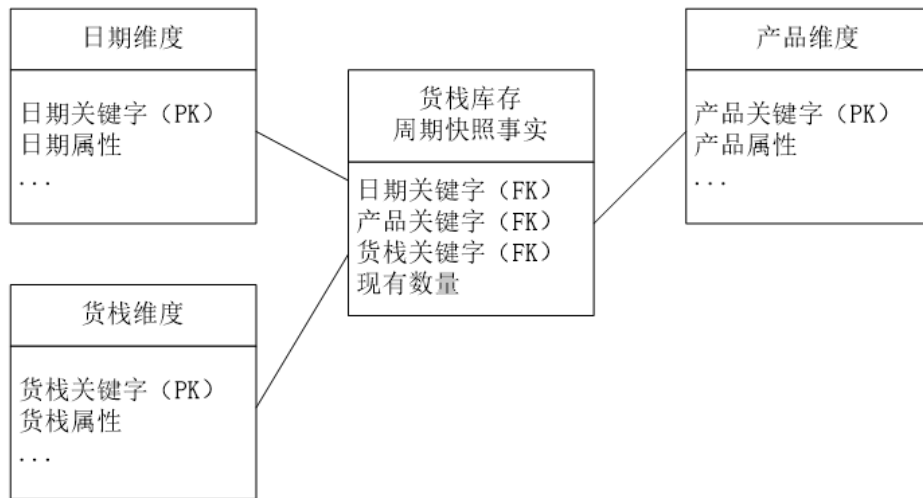 日期维度
日期关键字（PK）
日期属性
...
货栈库存
周期快照事实
日期关键字（FK）
产品关键字（FK）
货栈关键字（FK）
现有数量
产品维度
产品关键字（PK）
产品属性
...
货栈维度
货栈关键字（PK）
货栈属性
...